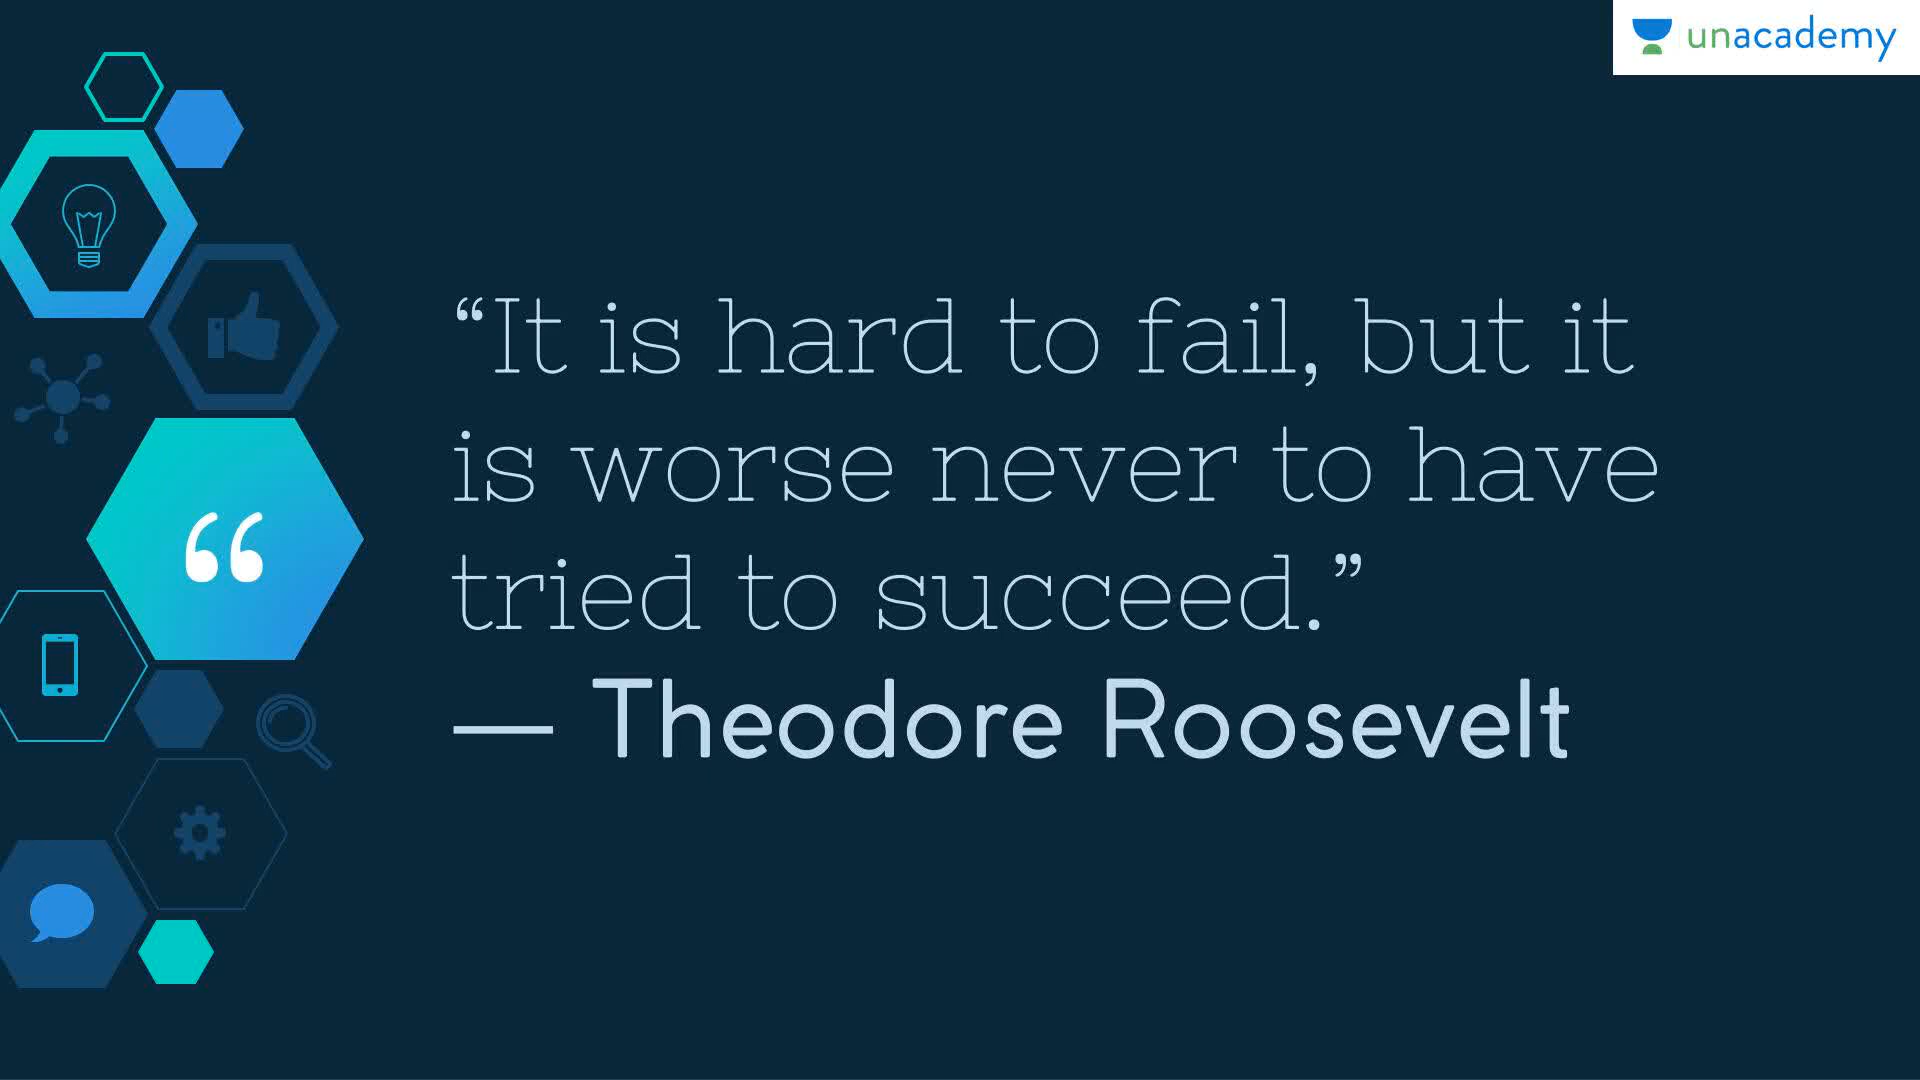 unacademy
“It is hard to fail, but it
is worse never to have
tried to succeed.”
— Theodore Roosevelt